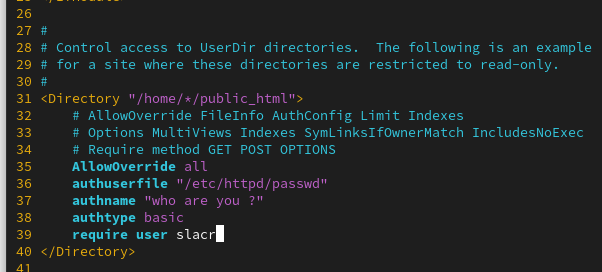 26
27 #
28 # Control access to UserDir directories.  The following is an example
29 # for a site where these directories are restricted to read-only.
30 #
31 <Directory "/home/*/public_html">
32     # AllowOverride FileInfo AuthConfig Limit Indexes
33     # Options MultiViews Indexes SymLinksIfOwnerMatch IncludesNoExec
34     # Require method GET POST OPTIONS
35     AllowOverride all
36     authuserfile "/etc/httpd/passwd"
37     authname "who are you ?"
38     authtype basic
39     require user slacr
40 </Directory>
41